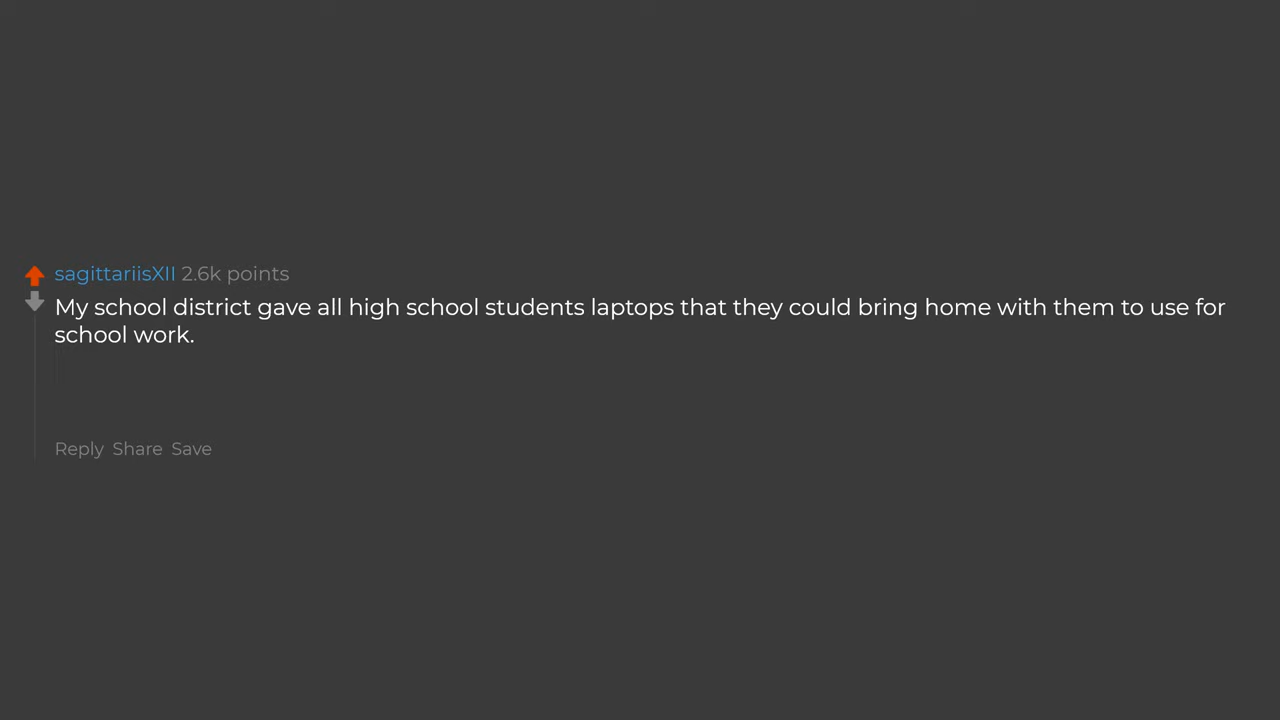 sagittariisXII 2.6k points
My school district gave all high school students laptops that they could bring home with them to use for
school work.
Reply Share Save